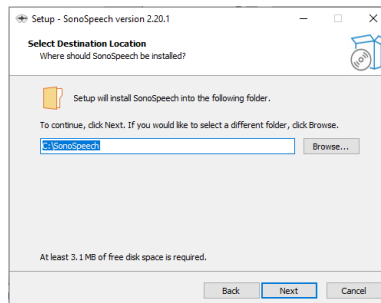 Setup - SonoSpeech version 2.20.1
Select Destination Location
Where should SonoSpeech be installed?
Setup will install SonoSpeech into the following folder.
To continue, click Next. If you would like to select a different folder, click Browse.
C:\SonoSpeech
Browse...
At least 3.1 MB of free disk space is required.
Back
Next
Cancel